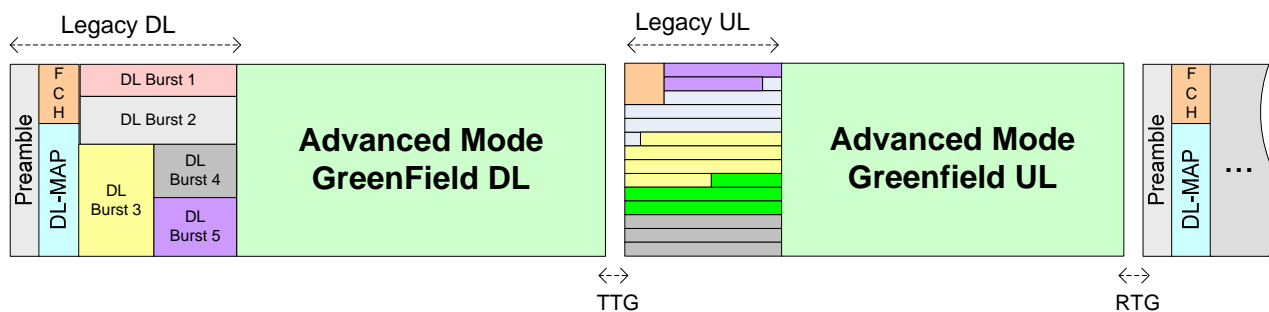 Legacy DL
Legacy UL
Preamble
F
C
H
DL-MAP
DL Burst 1
DL Burst 2
DL
Burst 3
DL
Burst 4
DL
Burst 5
Advanced Mode
GreenField DL
Advanced Mode
Greenfield UL
Preamble
F
C
H
DL-MAP
...
TTG
RTG